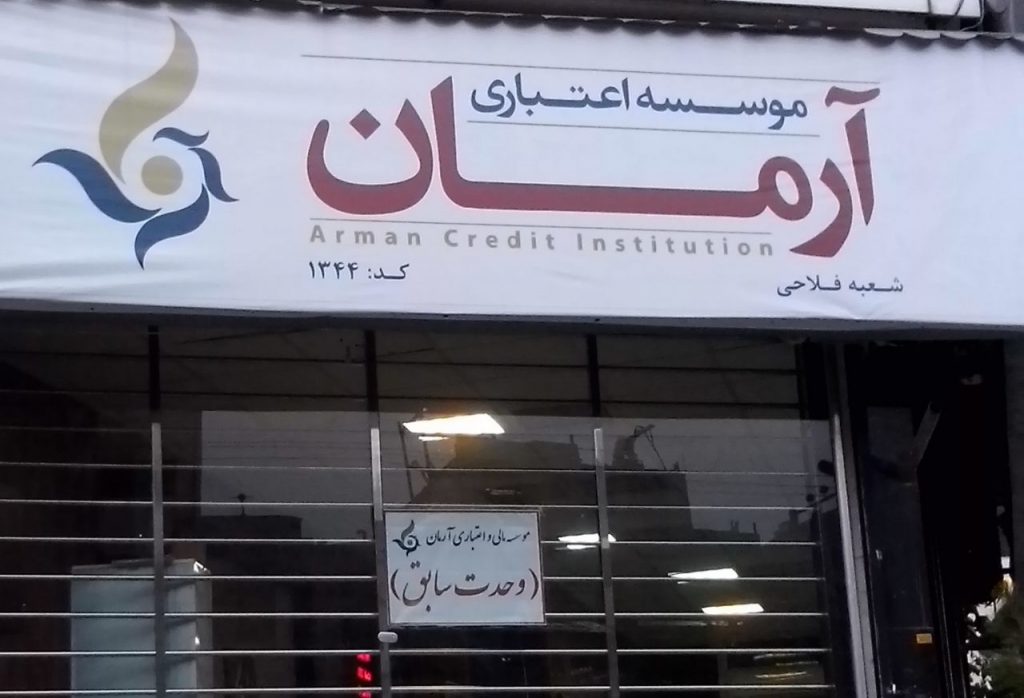 موسسه اعتباری
آرمان
Arman Credit Institution
شعبه فلاحی
کد: ۱۳۴۴
موسسه مالی و اعتباری آرمان
(وحدت سابق)